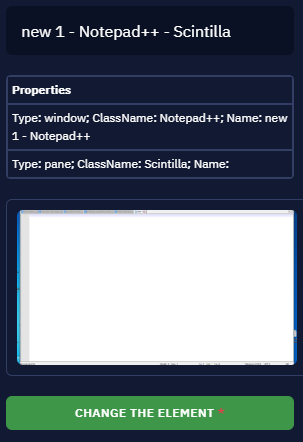 new 1 - Notepad++ - Scintilla
Properties
Type: window; ClassName: Notepad++; Name: new
1 - Notepad++
Type: pane; ClassName: Scintilla; Name:
CHANGE THE ELEMENT *